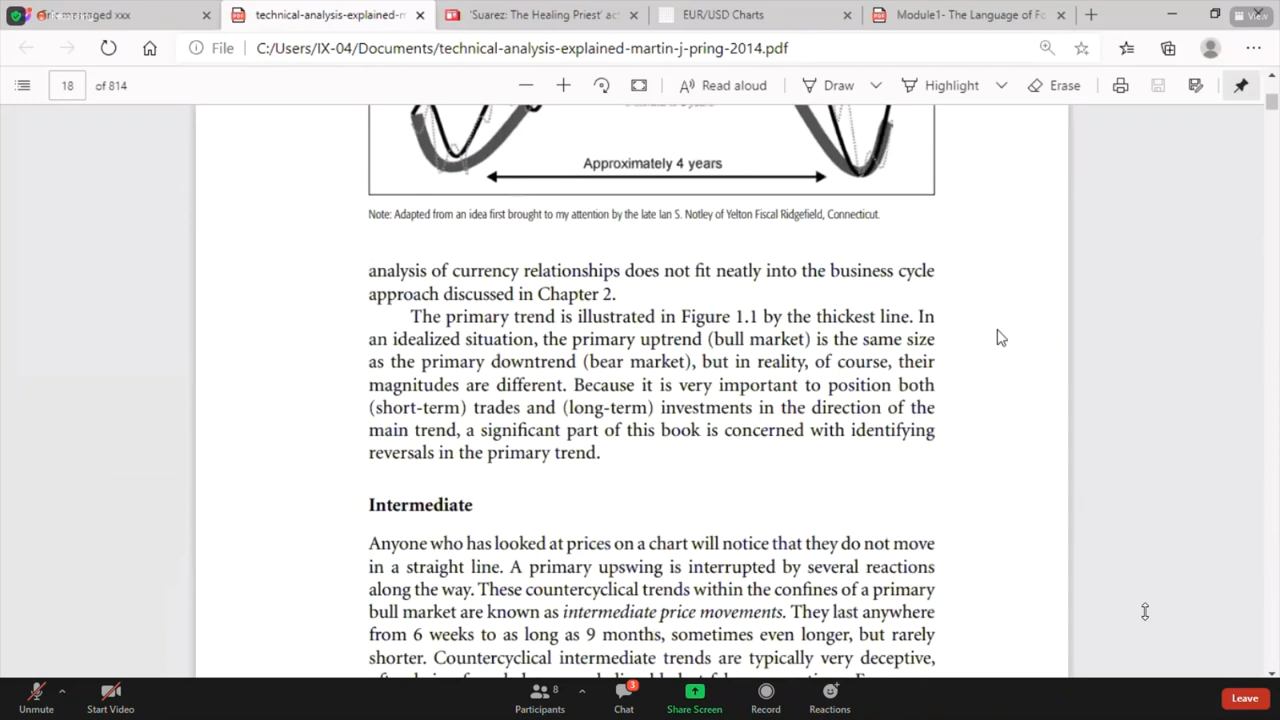 managed xxx
technical-analysis-explained-m
'Suarez: The Healing Priest' act
EUR/USD Charts
Module1- The Language of Fo
View
File
C:/Users/IX-04/Documents/technical-analysis-explained-martin-j-pring-2014.pdf
18 of 814
Read aloud
Draw
Highlight
Erase
Approximately 4 years
Note: Adapted from an idea first brought to my attention by the late Ian S. Notley of Yelton Fiscal Ridgefield, Connecticut.
analysis of currency relationships does not fit neatly into the business cycle
approach discussed in Chapter 2.
The primary trend is illustrated in Figure 1.1 by the thickest line. In
an idealized situation, the primary uptrend (bull market) is the same size
as the primary downtrend (bear market), but in reality, of course, their
magnitudes are different. Because it is very important to position both
(short-term) trades and (long-term) investments in the direction of the
main trend, a significant part of this book is concerned with identifying
reversals in the primary trend.
Intermediate
Anyone who has looked at prices on a chart will notice that they do not move
in a straight line. A primary upswing is interrupted by several reactions
along the way. These countercyclical trends within the confines of a primary
bull market are known as intermediate price movements. They last anywhere
from 6 weeks to as long as 9 months, sometimes even longer, but rarely
shorter. Countercyclical intermediate trends are typically very deceptive,
Unmute
Start Video
8
Participants
3
Chat
Share Screen
Record
Reactions
Leave